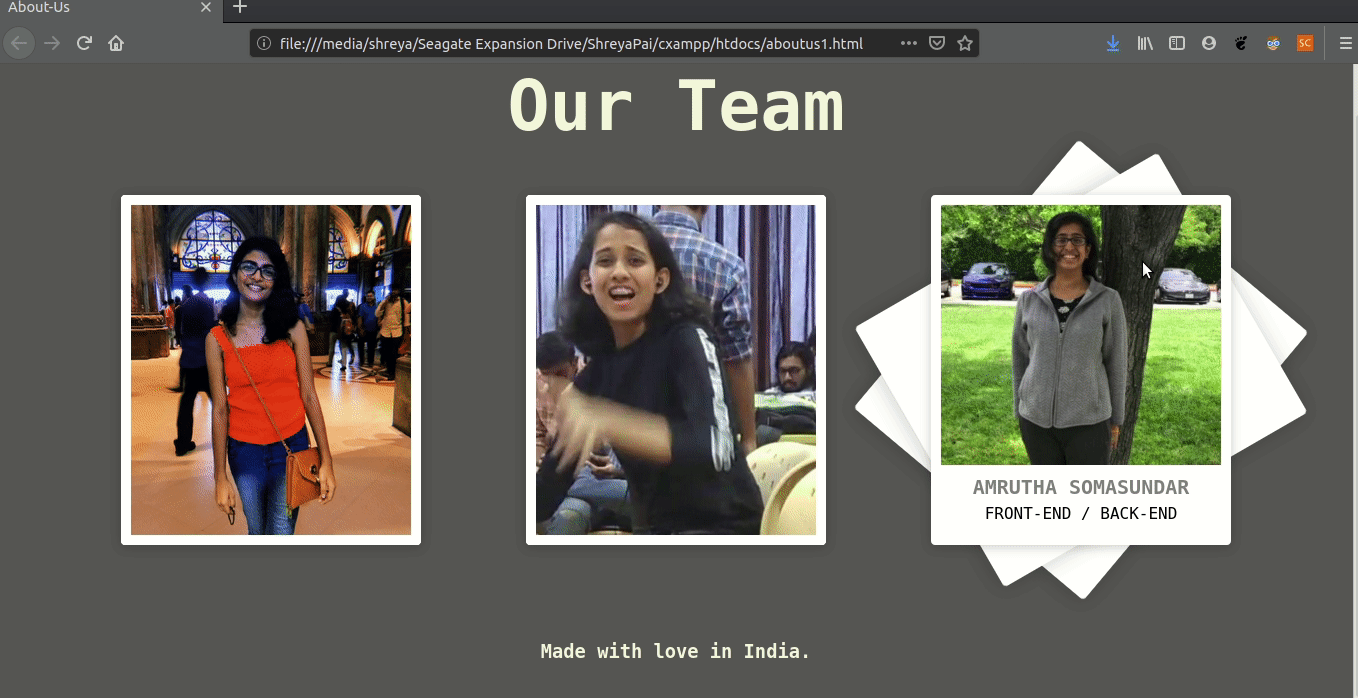 About-Us
file:///media/shreya/Seagate Expansion Drive/ShreyaPai/cxampp/htdocs/aboutus1.html
SC
Our Team
AMRUTHA SOMASUNDAR
FRONT-END / BACK-END
Made with love in India.